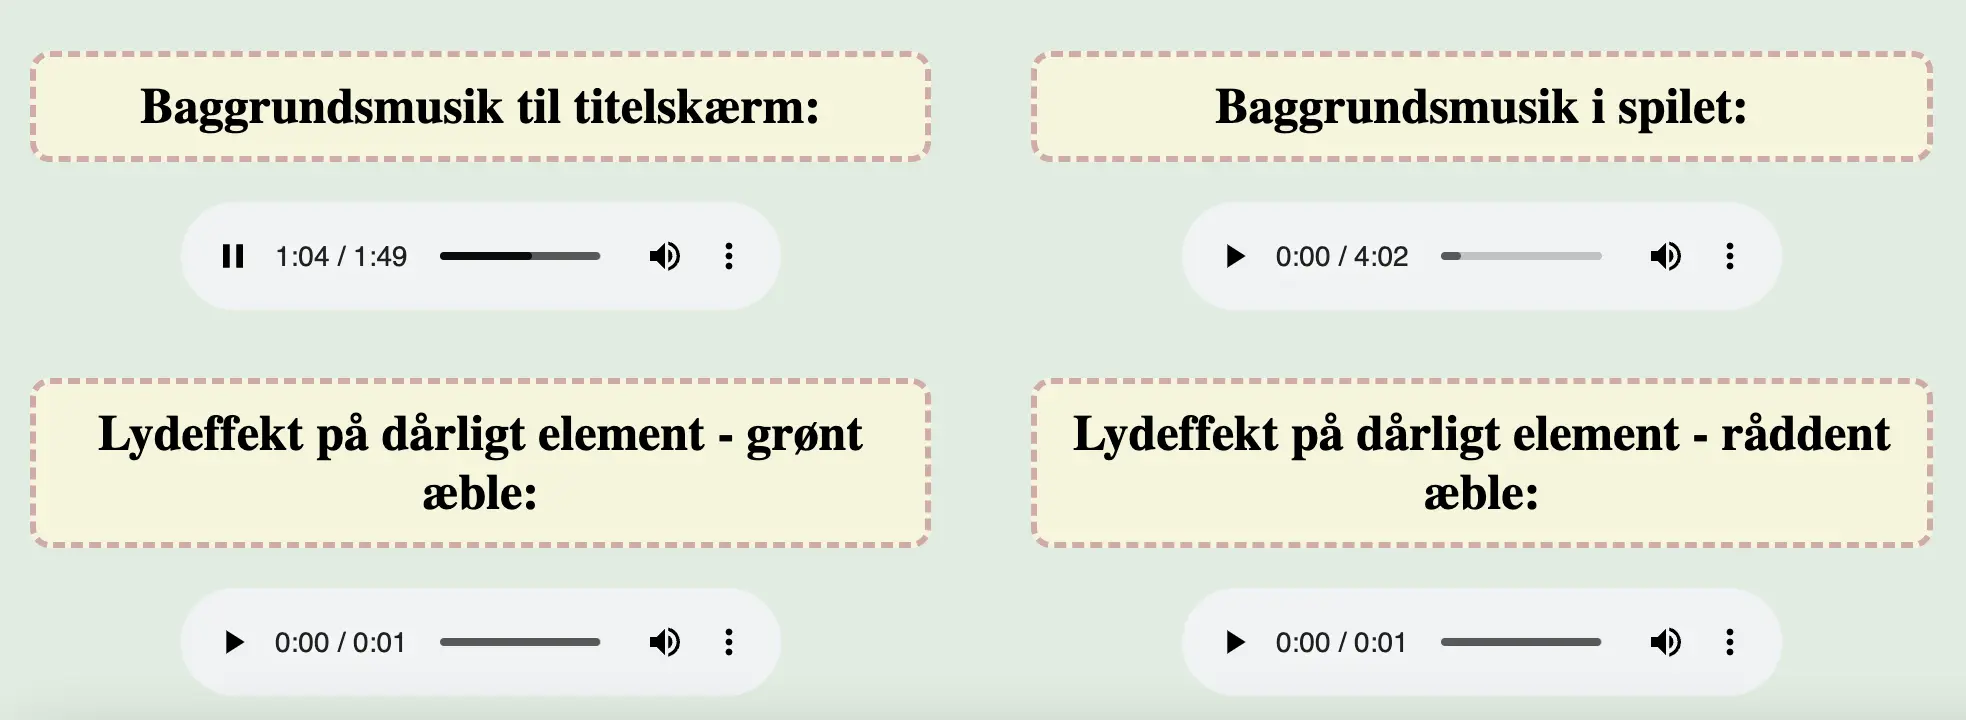 Baggrundsmusik til titelskærm:
Baggrundsmusik i spilet:
1:04 / 1:49
0:00 / 4:02
Lydeffekt på dårligt element - grønt
æble:
Lydeffekt på dårligt element - råddent
æble:
0:00 / 0:01
0:00 / 0:01